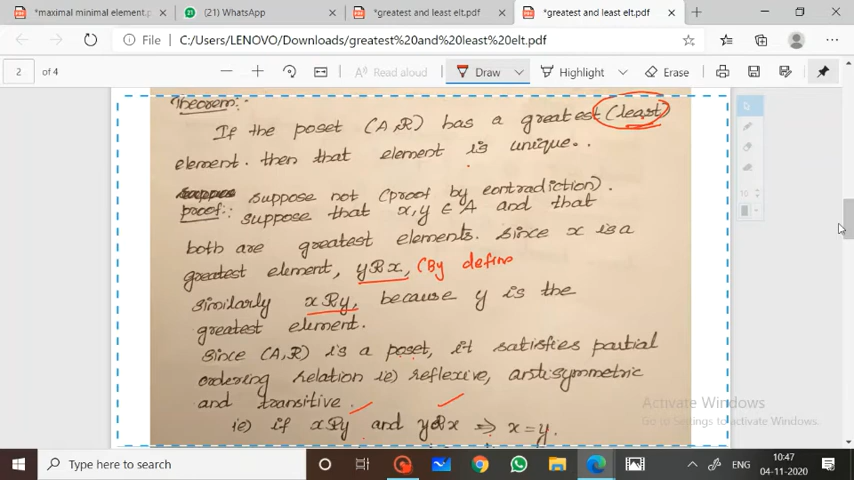 *maximal minimal element.pdf
(21) WhatsApp
*greatest and least elt.pdf
*greatest and least elt.pdf
File
C:/Users/LENOVO/Downloads/greatest%20and%20least%20elt.pdf
2 of 4
Read aloud
Draw
Highlight
Erase
Theorem:-
If the poset (A,R) has a greatest (least)
element. then that element is unique.
suppose not (proof by contradiction).
proof: suppose that x, y ∈ A and that
both are greatest elements. Since x is a
greatest element, yRx, (By define
similarly xRy, because y is the
greatest element.
Since (A,R) is a poset, it satisfies partial
ordering relation ie) reflexive, antisymmetric
and transitive.
ie) if xRy and yRx ⇒ x=y.
10
Activate Windows
Go to Settings to activate Windows.
Type here to search
ENG
10:47
04-11-2020